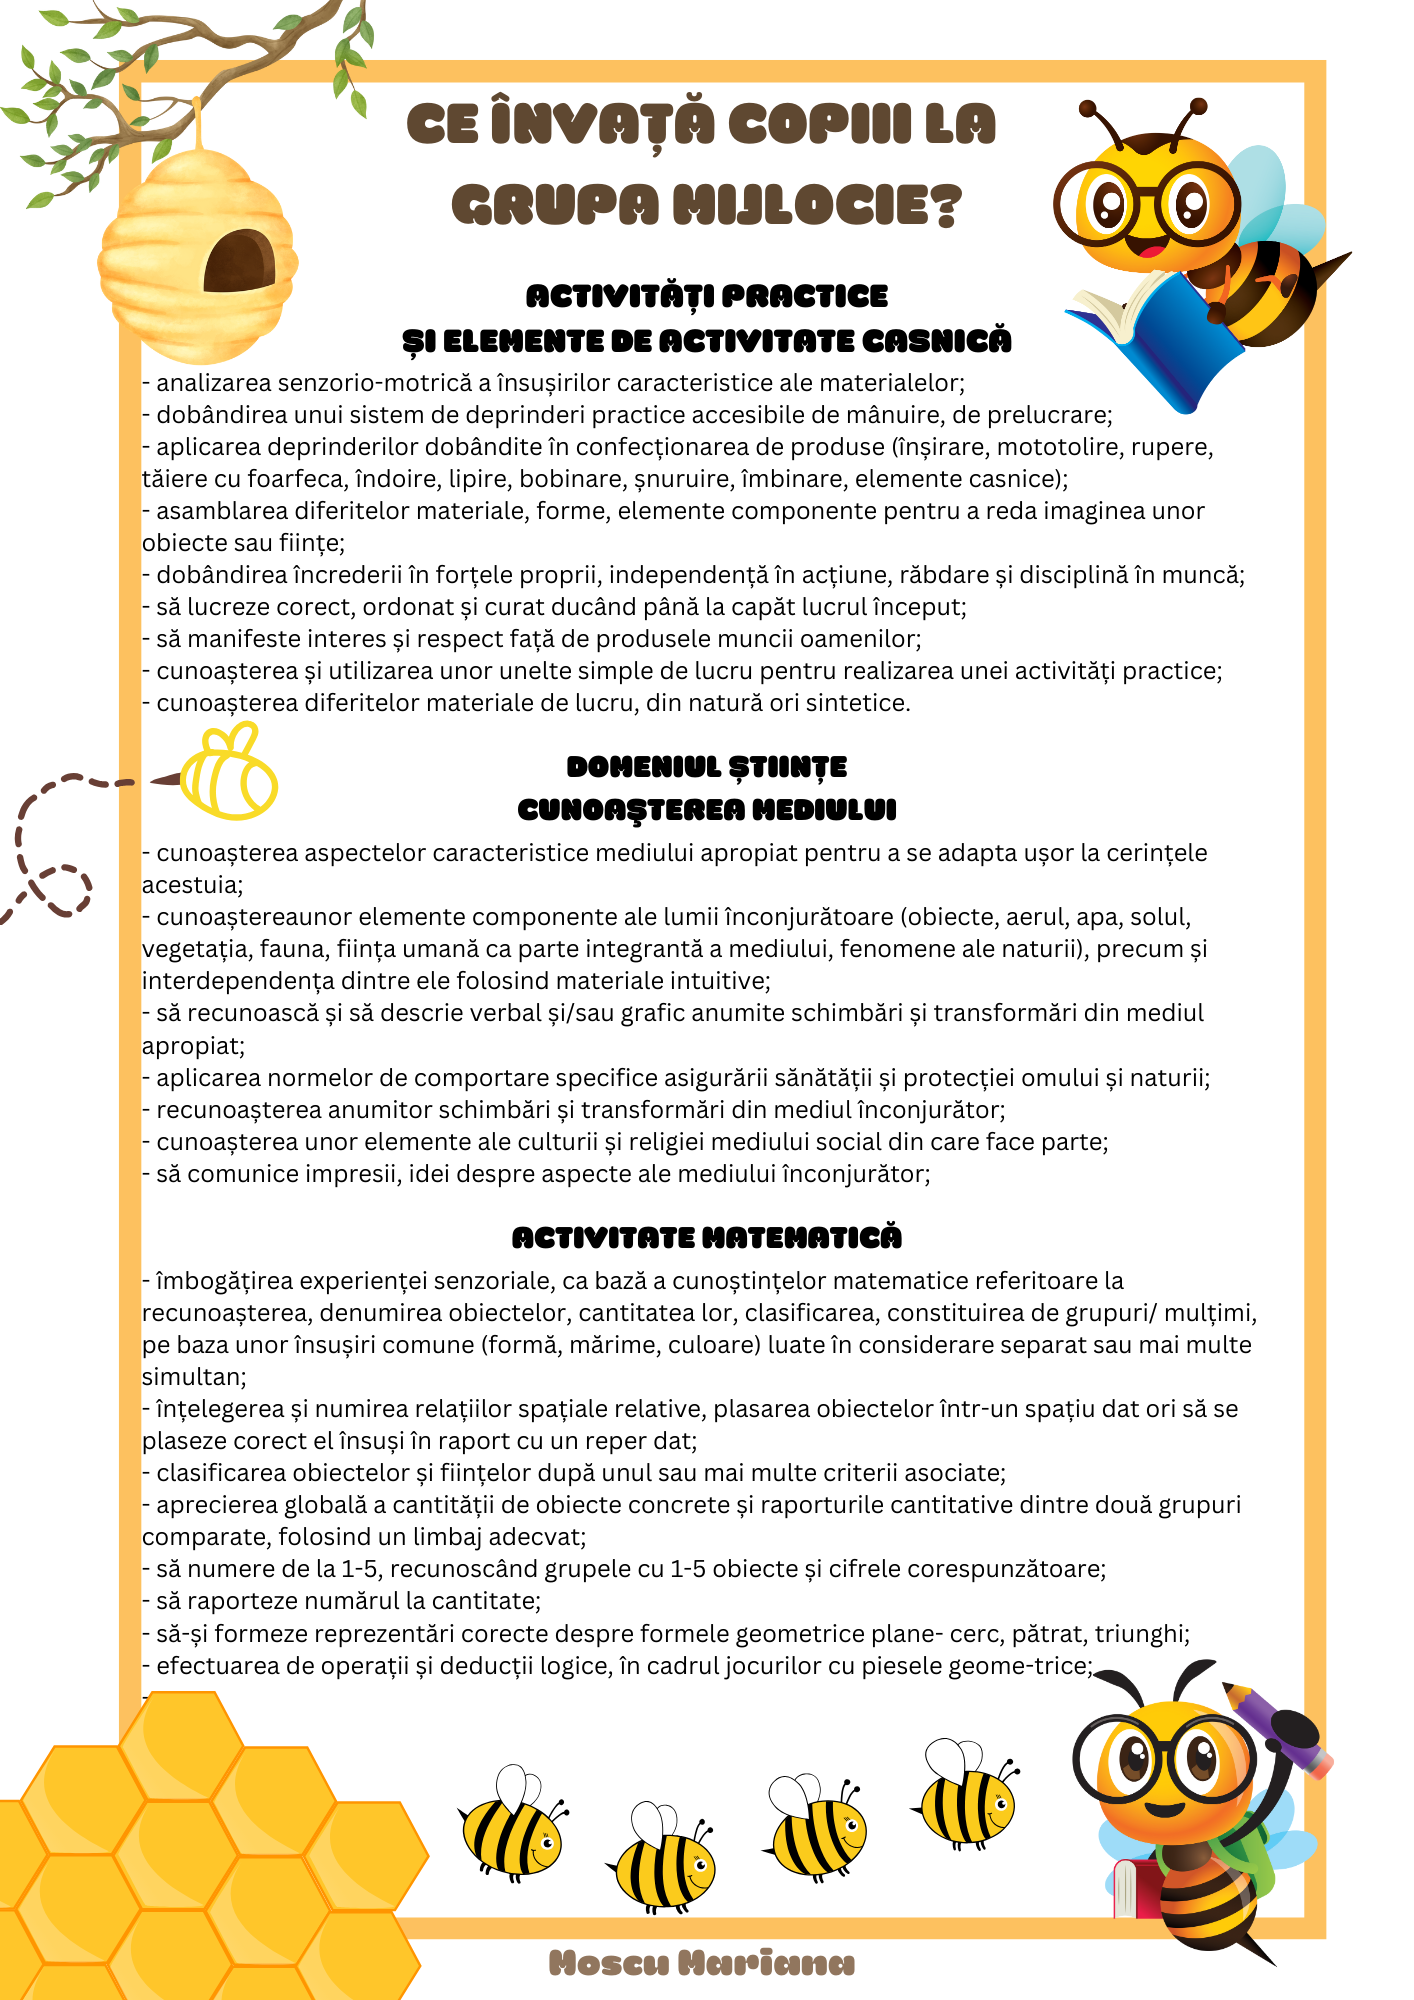 CE ÎNVAȚĂ COPIII LA
GRUPA MIJLOCIE?
ACTIVITĂȚI PRACTICE
ȘI ELEMENTE DE ACTIVITATE CASNICĂ
- analizarea senzorio-motrică a însușirilor caracteristice ale materialelor;
- dobândirea unui sistem de deprinderi practice accesibile de mânuire, de prelucrare;
- aplicarea deprinderilor dobândite în confecționarea de produse (înșirare, mototolire, rupere,
tăiere cu foarfeca, îndoire, lipire, bobinare, șnuruire, îmbinare, elemente casnice);
- asamblarea diferitelor materiale, forme, elemente componente pentru a reda imaginea unor
obiecte sau ființe;
- dobândirea încrederii în forțele proprii, independență în acțiune, răbdare și disciplină în muncă;
- să lucreze corect, ordonat și curat ducând până la capăt lucrul început;
- să manifeste interes și respect față de produsele muncii oamenilor;
- cunoașterea și utilizarea unor unelte simple de lucru pentru realizarea unei activități practice;
- cunoașterea diferitelor materiale de lucru, din natură ori sintetice.
DOMENIUL ȘTIINȚE
CUNOAŞTEREA MEDIULUI
- cunoașterea aspectelor caracteristice mediului apropiat pentru a se adapta ușor la cerințele
acestuia;
- cunoaștereaunor elemente componente ale lumii înconjurătoare (obiecte, aerul, apa, solul,
vegetația, fauna, ființa umană ca parte integrantă a mediului, fenomene ale naturii), precum și
interdependența dintre ele folosind materiale intuitive;
- să recunoască și să descrie verbal și/sau grafic anumite schimbări și transformări din mediul
apropiat;
- aplicarea normelor de comportare specifice asigurării sănătății și protecției omului și naturii;
- recunoașterea anumitor schimbări și transformări din mediul înconjurător;
- cunoașterea unor elemente ale culturii și religiei mediului social din care face parte;
- să comunice impresii, idei despre aspecte ale mediului înconjurător;
ACTIVITATE MATEMATICĂ
- îmbogățirea experienței senzoriale, ca bază a cunoștințelor matematice referitoare la
recunoașterea, denumirea obiectelor, cantitatea lor, clasificarea, constituirea de grupuri/ mulțimi,
pe baza unor însușiri comune (formă, mărime, culoare) luate în considerare separat sau mai multe
simultan;
- înțelegerea și numirea relațiilor spațiale relative, plasarea obiectelor într-un spațiu dat ori să se
plaseze corect el însuși în raport cu un reper dat;
- clasificarea obiectelor și ființelor după unul sau mai multe criterii asociate;
- aprecierea globală a cantității de obiecte concrete și raporturile cantitative dintre două grupuri
comparate, folosind un limbaj adecvat;
- să numere de la 1-5, recunoscând grupele cu 1-5 obiecte și cifrele corespunzătoare;
- să raporteze numărul la cantitate;
- să-și formeze reprezentări corecte despre formele geometrice plane- cerc, pătrat, triunghi;
- efectuarea de operații și deducții logice, în cadrul jocurilor cu piesele geome-trice;
-
Moscu Mariana